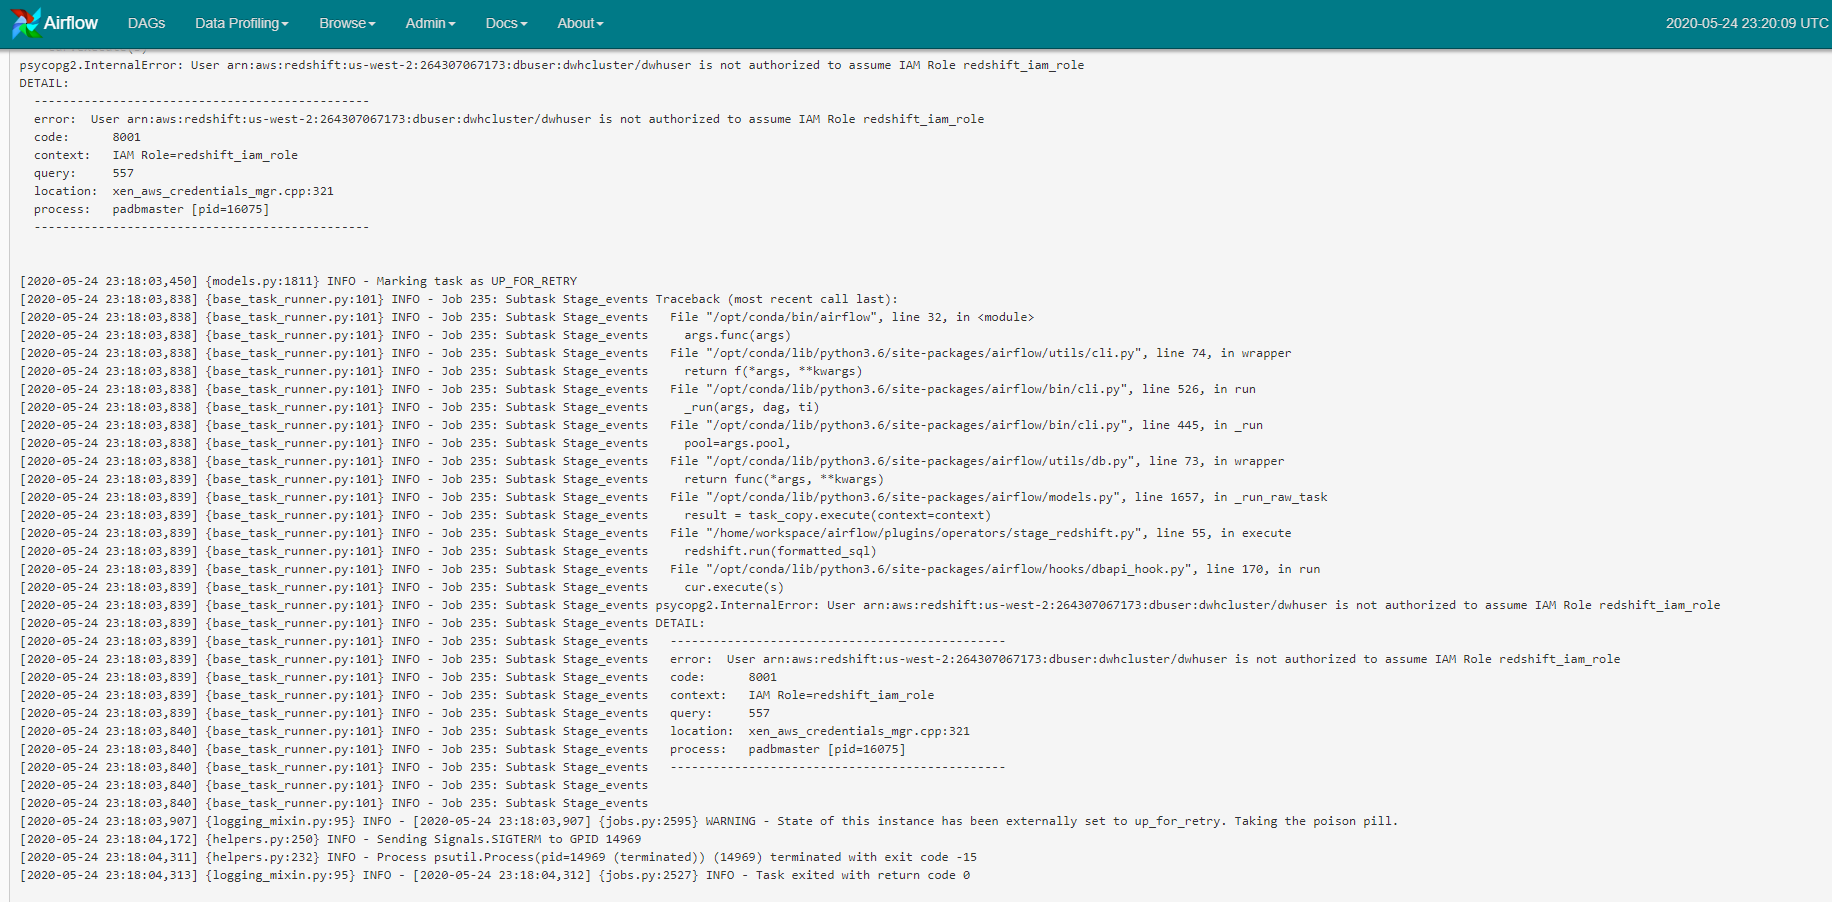 Airflow DAGs Data Profiling Browse Admin Docs About 2020-05-24 23:20:09 UTC
psycopg2.InternalError: User arn:aws:redshift:us-west-2:264307067173:dbuser:dwhcluster/dwhuser is not authorized to assume IAM Role redshift_iam_role
DETAIL:
-----------------------------------------------
error:  User arn:aws:redshift:us-west-2:264307067173:dbuser:dwhcluster/dwhuser is not authorized to assume IAM Role redshift_iam_role
code:      8001
context:   IAM Role=redshift_iam_role
query:     557
location:  xen_aws_credentials_mgr.cpp:321
process:   padbmaster [pid=16075]
-----------------------------------------------
[2020-05-24 23:18:03,450] {models.py:1811} INFO - Marking task as UP_FOR_RETRY
[2020-05-24 23:18:03,838] {base_task_runner.py:101} INFO - Job 235: Subtask Stage_events Traceback (most recent call last):
[2020-05-24 23:18:03,838] {base_task_runner.py:101} INFO - Job 235: Subtask Stage_events   File "/opt/conda/bin/airflow", line 32, in <module>
[2020-05-24 23:18:03,838] {base_task_runner.py:101} INFO - Job 235: Subtask Stage_events     args.func(args)
[2020-05-24 23:18:03,838] {base_task_runner.py:101} INFO - Job 235: Subtask Stage_events   File "/opt/conda/lib/python3.6/site-packages/airflow/utils/cli.py", line 74, in wrapper
[2020-05-24 23:18:03,838] {base_task_runner.py:101} INFO - Job 235: Subtask Stage_events     return f(*args, **kwargs)
[2020-05-24 23:18:03,838] {base_task_runner.py:101} INFO - Job 235: Subtask Stage_events   File "/opt/conda/lib/python3.6/site-packages/airflow/bin/cli.py", line 526, in run
[2020-05-24 23:18:03,838] {base_task_runner.py:101} INFO - Job 235: Subtask Stage_events     _run(args, dag, ti)
[2020-05-24 23:18:03,838] {base_task_runner.py:101} INFO - Job 235: Subtask Stage_events   File "/opt/conda/lib/python3.6/site-packages/airflow/bin/cli.py", line 445, in _run
[2020-05-24 23:18:03,838] {base_task_runner.py:101} INFO - Job 235: Subtask Stage_events     pool=args.pool,
[2020-05-24 23:18:03,838] {base_task_runner.py:101} INFO - Job 235: Subtask Stage_events   File "/opt/conda/lib/python3.6/site-packages/airflow/utils/db.py", line 73, in wrapper
[2020-05-24 23:18:03,839] {base_task_runner.py:101} INFO - Job 235: Subtask Stage_events     return func(*args, **kwargs)
[2020-05-24 23:18:03,839] {base_task_runner.py:101} INFO - Job 235: Subtask Stage_events   File "/opt/conda/lib/python3.6/site-packages/airflow/models.py", line 1657, in _run_raw_task
[2020-05-24 23:18:03,839] {base_task_runner.py:101} INFO - Job 235: Subtask Stage_events     result = task_copy.execute(context=context)
[2020-05-24 23:18:03,839] {base_task_runner.py:101} INFO - Job 235: Subtask Stage_events   File "/home/workspace/airflow/plugins/operators/stage_redshift.py", line 55, in execute
[2020-05-24 23:18:03,839] {base_task_runner.py:101} INFO - Job 235: Subtask Stage_events     redshift.run(formatted_sql)
[2020-05-24 23:18:03,839] {base_task_runner.py:101} INFO - Job 235: Subtask Stage_events   File "/opt/conda/lib/python3.6/site-packages/airflow/hooks/dbapi_hook.py", line 170, in run
[2020-05-24 23:18:03,839] {base_task_runner.py:101} INFO - Job 235: Subtask Stage_events     cur.execute(s)
[2020-05-24 23:18:03,839] {base_task_runner.py:101} INFO - Job 235: Subtask Stage_events psycopg2.InternalError: User arn:aws:redshift:us-west-2:264307067173:dbuser:dwhcluster/dwhuser is not authorized to assume IAM Role redshift_iam_role
[2020-05-24 23:18:03,839] {base_task_runner.py:101} INFO - Job 235: Subtask Stage_events DETAIL:
[2020-05-24 23:18:03,839] {base_task_runner.py:101} INFO - Job 235: Subtask Stage_events   -----------------------------------------------
[2020-05-24 23:18:03,839] {base_task_runner.py:101} INFO - Job 235: Subtask Stage_events   error:  User arn:aws:redshift:us-west-2:264307067173:dbuser:dwhcluster/dwhuser is not authorized to assume IAM Role redshift_iam_role
[2020-05-24 23:18:03,839] {base_task_runner.py:101} INFO - Job 235: Subtask Stage_events   code:      8001
[2020-05-24 23:18:03,839] {base_task_runner.py:101} INFO - Job 235: Subtask Stage_events   context:   IAM Role=redshift_iam_role
[2020-05-24 23:18:03,839] {base_task_runner.py:101} INFO - Job 235: Subtask Stage_events   query:     557
[2020-05-24 23:18:03,840] {base_task_runner.py:101} INFO - Job 235: Subtask Stage_events   location:  xen_aws_credentials_mgr.cpp:321
[2020-05-24 23:18:03,840] {base_task_runner.py:101} INFO - Job 235: Subtask Stage_events   process:   padbmaster [pid=16075]
[2020-05-24 23:18:03,840] {base_task_runner.py:101} INFO - Job 235: Subtask Stage_events   -----------------------------------------------
[2020-05-24 23:18:03,840] {base_task_runner.py:101} INFO - Job 235: Subtask Stage_events
[2020-05-24 23:18:03,840] {base_task_runner.py:101} INFO - Job 235: Subtask Stage_events
[2020-05-24 23:18:03,907] {logging_mixin.py:95} INFO - [2020-05-24 23:18:03,907] {jobs.py:2595} WARNING - State of this instance has been externally set to up_for_retry. Taking the poison pill.
[2020-05-24 23:18:04,172] {helpers.py:250} INFO - Sending Signals.SIGTERM to GPID 14969
[2020-05-24 23:18:04,311] {helpers.py:232} INFO - Process psutil.Process(pid=14969 (terminated)) (14969) terminated with exit code -15
[2020-05-24 23:18:04,313] {logging_mixin.py:95} INFO - [2020-05-24 23:18:04,312] {jobs.py:2527} INFO - Task exited with return code 0